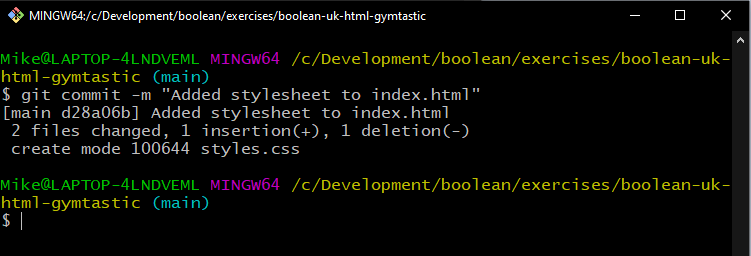 MINGW64:/c/Development/boolean/exercises/boolean-uk-html-gymtastic
Mike@LAPTOP-4LNDVEML MINGW64 /c/Development/boolean/exercises/boolean-uk-
html-gymtastic (main)
$ git commit -m "Added stylesheet to index.html"
[main d28a06b] Added stylesheet to index.html
 2 files changed, 1 insertion(+), 1 deletion(-)
 create mode 100644 styles.css
Mike@LAPTOP-4LNDVEML MINGW64 /c/Development/boolean/exercises/boolean-uk-
html-gymtastic (main)
$